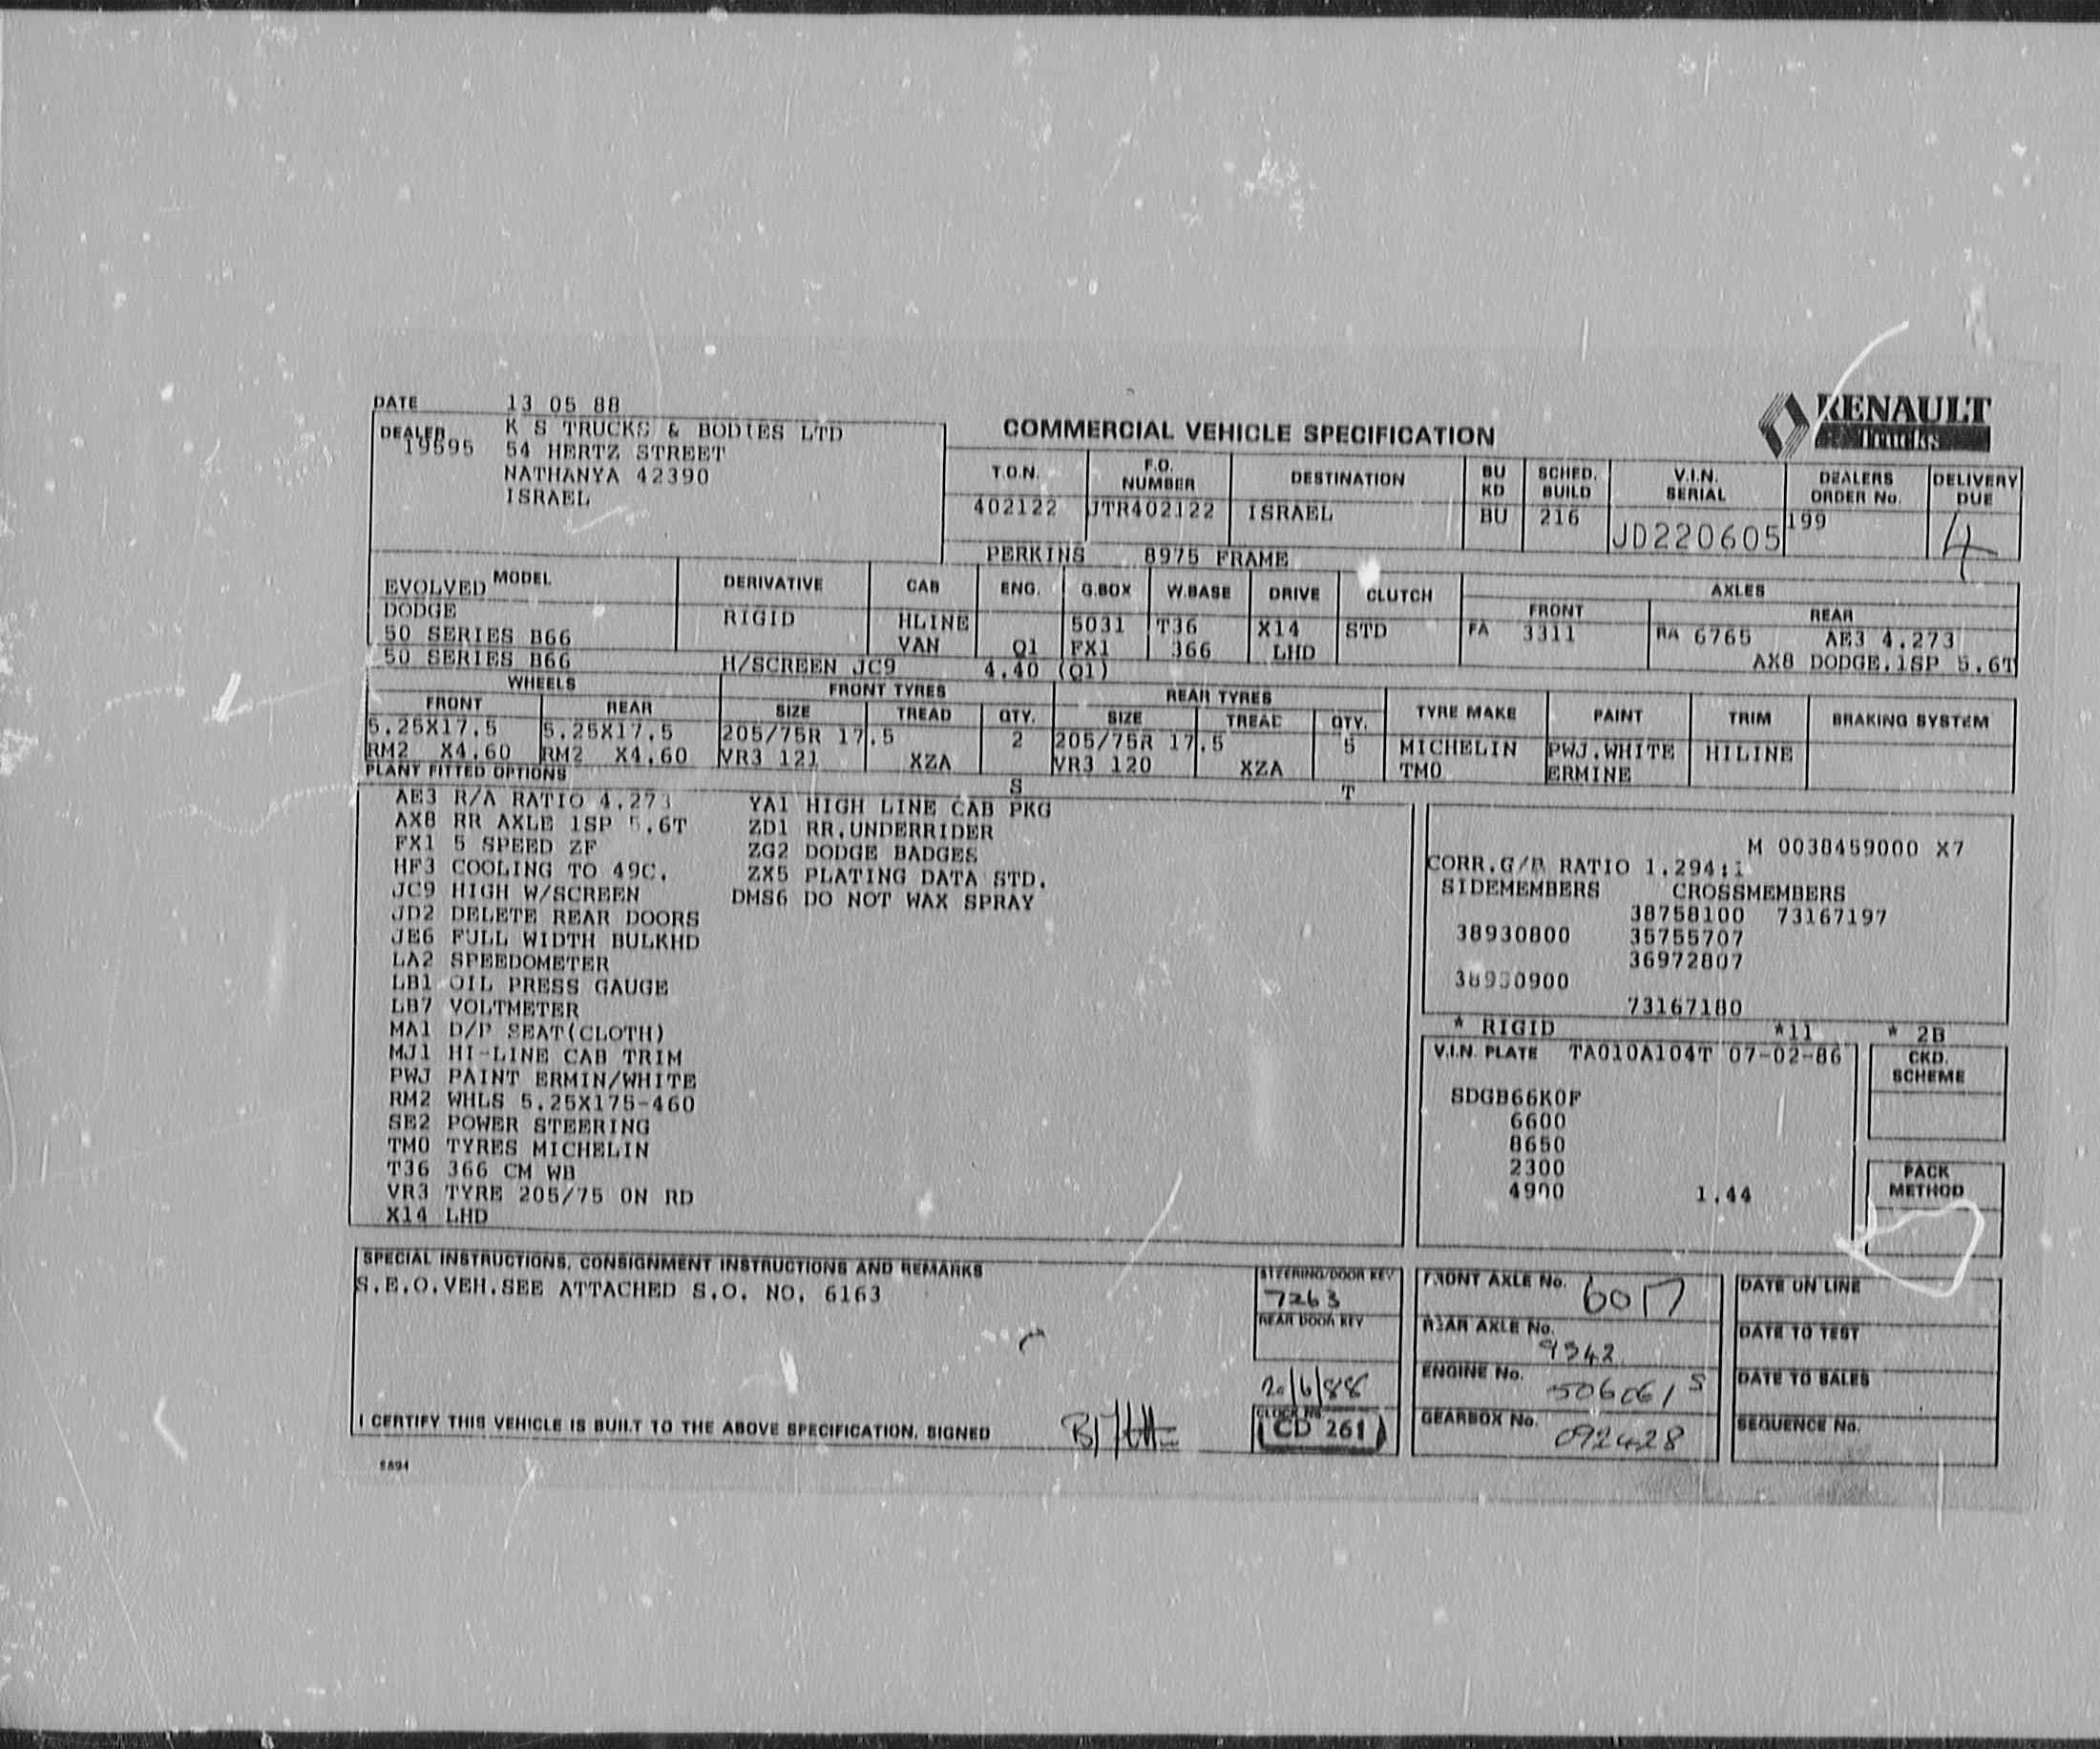 DATE 13 05 88
DEALER K S TRUCKS & BODIES LTD
19595 54 HERTZ STREET
NATHANYA 42390
ISRAEL
COMMERCIAL VEHICLE SPECIFICATION
RENAULT
Trucks
T.O.N. F.O. NUMBER DESTINATION BU KD SCHED. BUILD V.I.N. SERIAL DEALERS ORDER No. DELIVERY DUE
402122 JTR402122 ISRAEL BU 216 JD220605 199 4
PERKINS 8975 FRAME
MODEL DERIVATIVE CAB ENG. G.BOX W.BASE DRIVE CLUTCH AXLES
FRONT REAR
EVOLVED
DODGE RIGID HLINE 5031 T36 X14 STD FA 3311 RA 6765 AE3 4.273
50 SERIES B66 VAN Q1 FX1 366 LHD AX8 DODGE.1SP 5.6T
50 SERIES B66 H/SCREEN JC9 4.40 (Q1)
WHEELS FRONT TYRES REAR TYRES
FRONT REAR SIZE TREAD QTY. SIZE TREAD QTY. TYRE MAKE PAINT TRIM BRAKING SYSTEM
5.25X17.5 5.25X17.5 205/75R 17.5 2 205/75R 17.5 5 MICHELIN PWJ.WHITE HILINE
RM2 X4.60 RM2 X4.60 VR3 121 XZA VR3 120 XZA TMO ERMINE
PLANT FITTED OPTIONS S T
AE3 R/A RATIO 4.273 YA1 HIGH LINE CAB PKG
AX8 RR AXLE 1SP 5.6T ZD1 RR.UNDERRIDER
FX1 5 SPEED ZF ZG2 DODGE BADGES
HF3 COOLING TO 49C. ZX5 PLATING DATA STD.
JC9 HIGH W/SCREEN DMS6 DO NOT WAX SPRAY
JD2 DELETE REAR DOORS
JE6 FULL WIDTH BULKHD
LA2 SPEEDOMETER
LB1 OIL PRESS GAUGE
LB7 VOLTMETER
MA1 D/P SEAT(CLOTH)
MJ1 HI-LINE CAB TRIM
PWJ PAINT ERMIN/WHITE
RM2 WHLS 5.25X175-460
SE2 POWER STEERING
TMO TYRES MICHELIN
T36 366 CM WB
VR3 TYRE 205/75 ON RD
X14 LHD
M 0038459000 X7
CORR.G/B RATIO 1.294:1
SIDEMEMBERS CROSSMEMBERS
38758100 73167197
38930800 35755707
36972807
38930900
73167180
* RIGID *11 * 2B
V.I.N. PLATE TA010A104T 07-02-86
CKD. SCHEME
SDGB66K0F
6600
8650
2300
4900 1.44
PACK METHOD
SPECIAL INSTRUCTIONS, CONSIGNMENT INSTRUCTIONS AND REMARKS
S.E.O.VEH.SEE ATTACHED S.O. NO. 6163
STEERING/DOOR KEY
7263
REAR DOOR KEY
20/6/88
CLOCK No.
CD 261
FRONT AXLE No. 6017
REAR AXLE No.
9342
ENGINE No. 506061 S
GEARBOX No. 092428
DATE ON LINE
DATE TO TEST
DATE TO SALES
SEQUENCE No.
I CERTIFY THIS VEHICLE IS BUILT TO THE ABOVE SPECIFICATION. SIGNED
5894